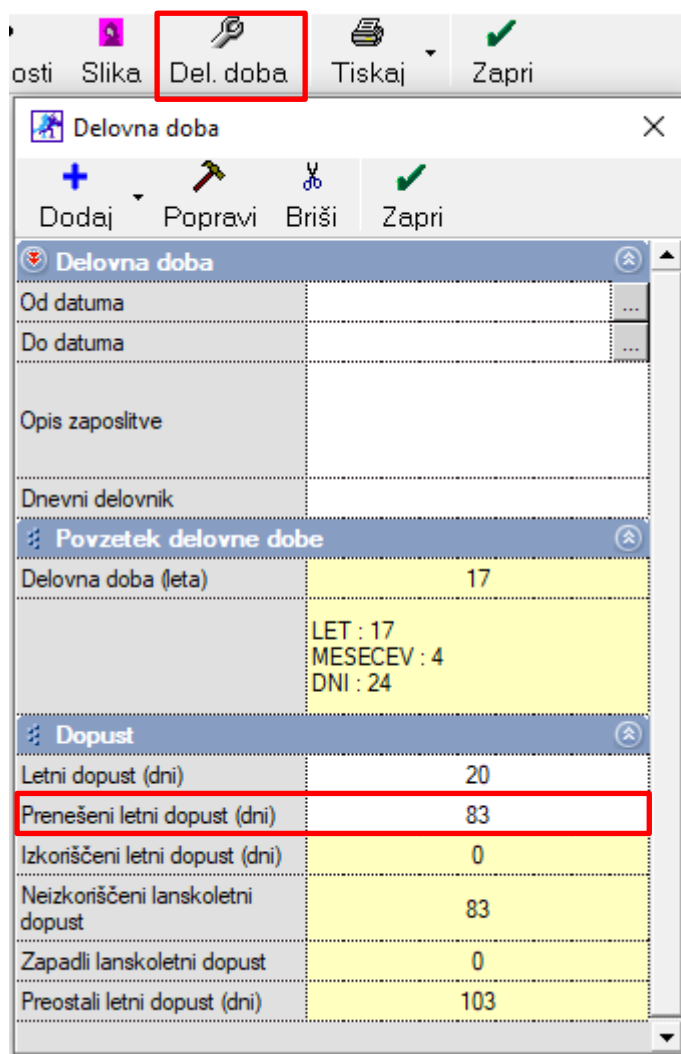 osti Slika Del. doba Tiskaj Zapri
Delovna doba
Dodaj Popravi Briši Zapri
Delovna doba
Od datuma ...
Do datuma ...
Opis zaposlitve
Dnevni delovnik
Povzetek delovne dobe
Delovna doba (leta) 17
LET : 17
MESECEV : 4
DNI : 24
Dopust
Letni dopust (dni) 20
Prenešeni letni dopust (dni) 83
Izkoriščeni letni dopust (dni) 0
Neizkoriščeni lanskoletni
dopust 83
Zapadli lanskoletni dopust 0
Preostali letni dopust (dni) 103